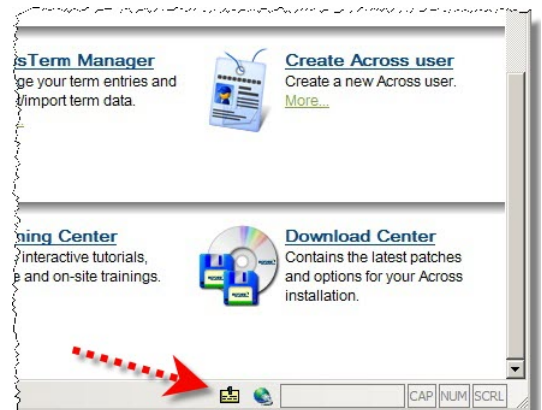 sTerm Manager
ge your term entries and
/import term data.
Create Across user
Create a new Across user.
More...
ning Center
interactive tutorials,
e and on-site trainings.
Download Center
Contains the latest patches
and options for your Across
installation.
CAP NUM SCRL